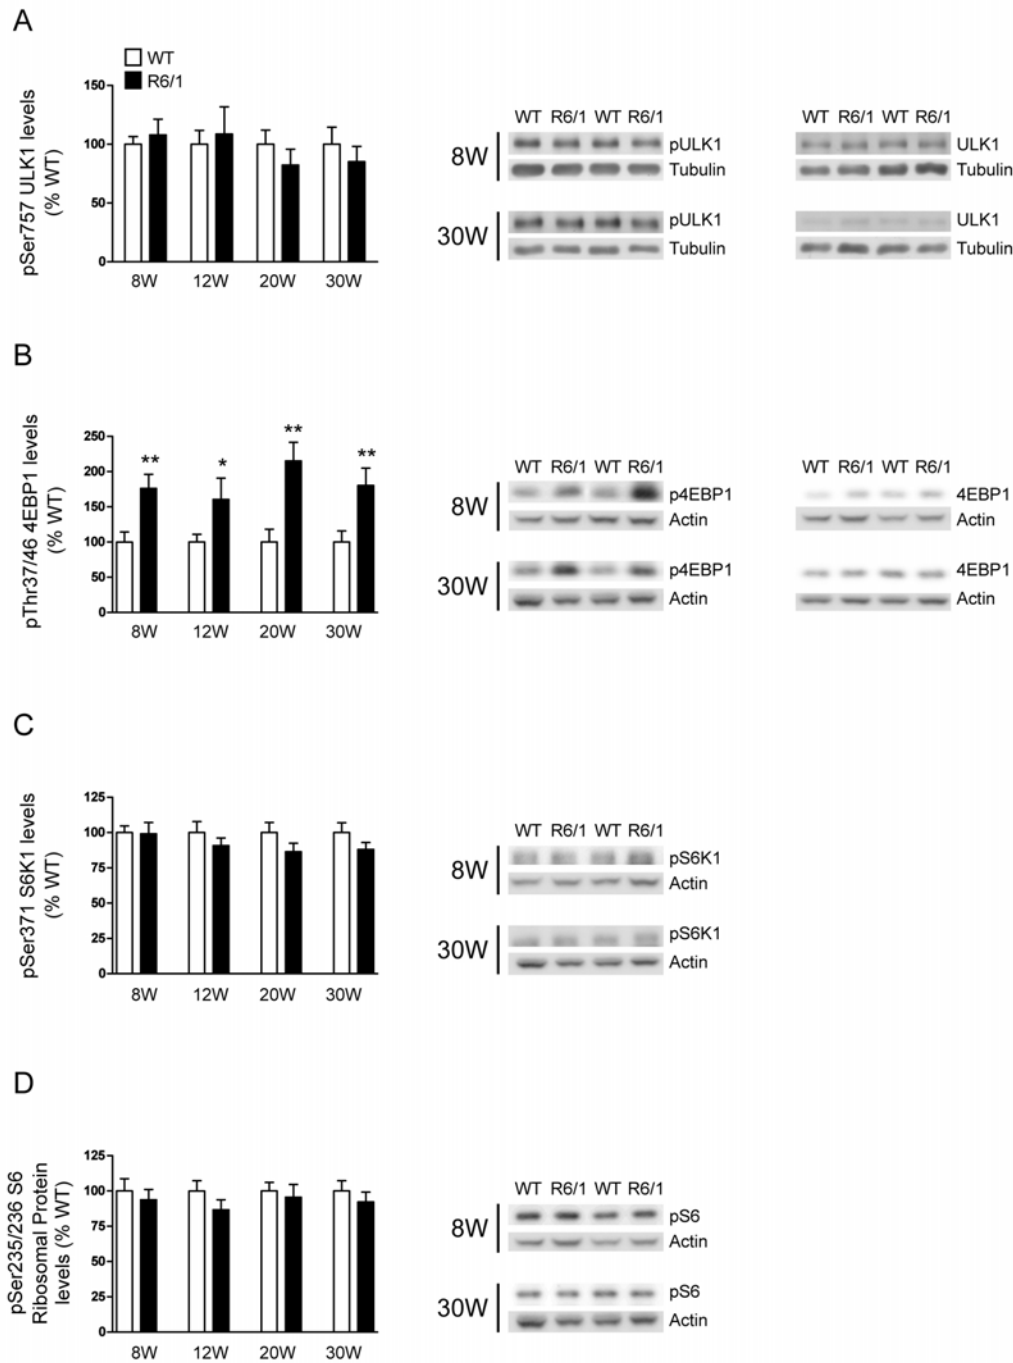 A
WT
R6/1
pSer757 ULK1 levels
(% WT)
150
100
50
0
8W 12W 20W 30W
WT R6/1 WT R6/1
8W
pULK1
Tubulin
30W
pULK1
Tubulin
WT R6/1 WT R6/1
ULK1
Tubulin
ULK1
Tubulin
B
pThr37/46 4EBP1 levels
(% WT)
250
200
150
100
50
0
** * ** **
8W 12W 20W 30W
WT R6/1 WT R6/1
8W
p4EBP1
Actin
30W
p4EBP1
Actin
WT R6/1 WT R6/1
4EBP1
Actin
4EBP1
Actin
C
pSer371 S6K1 levels
(% WT)
125
100
75
50
25
0
8W 12W 20W 30W
WT R6/1 WT R6/1
8W
pS6K1
Actin
30W
pS6K1
Actin
D
pSer235/236 S6
Ribosomal Protein
levels (% WT)
125
100
75
50
25
0
8W 12W 20W 30W
WT R6/1 WT R6/1
8W
pS6
Actin
30W
pS6
Actin